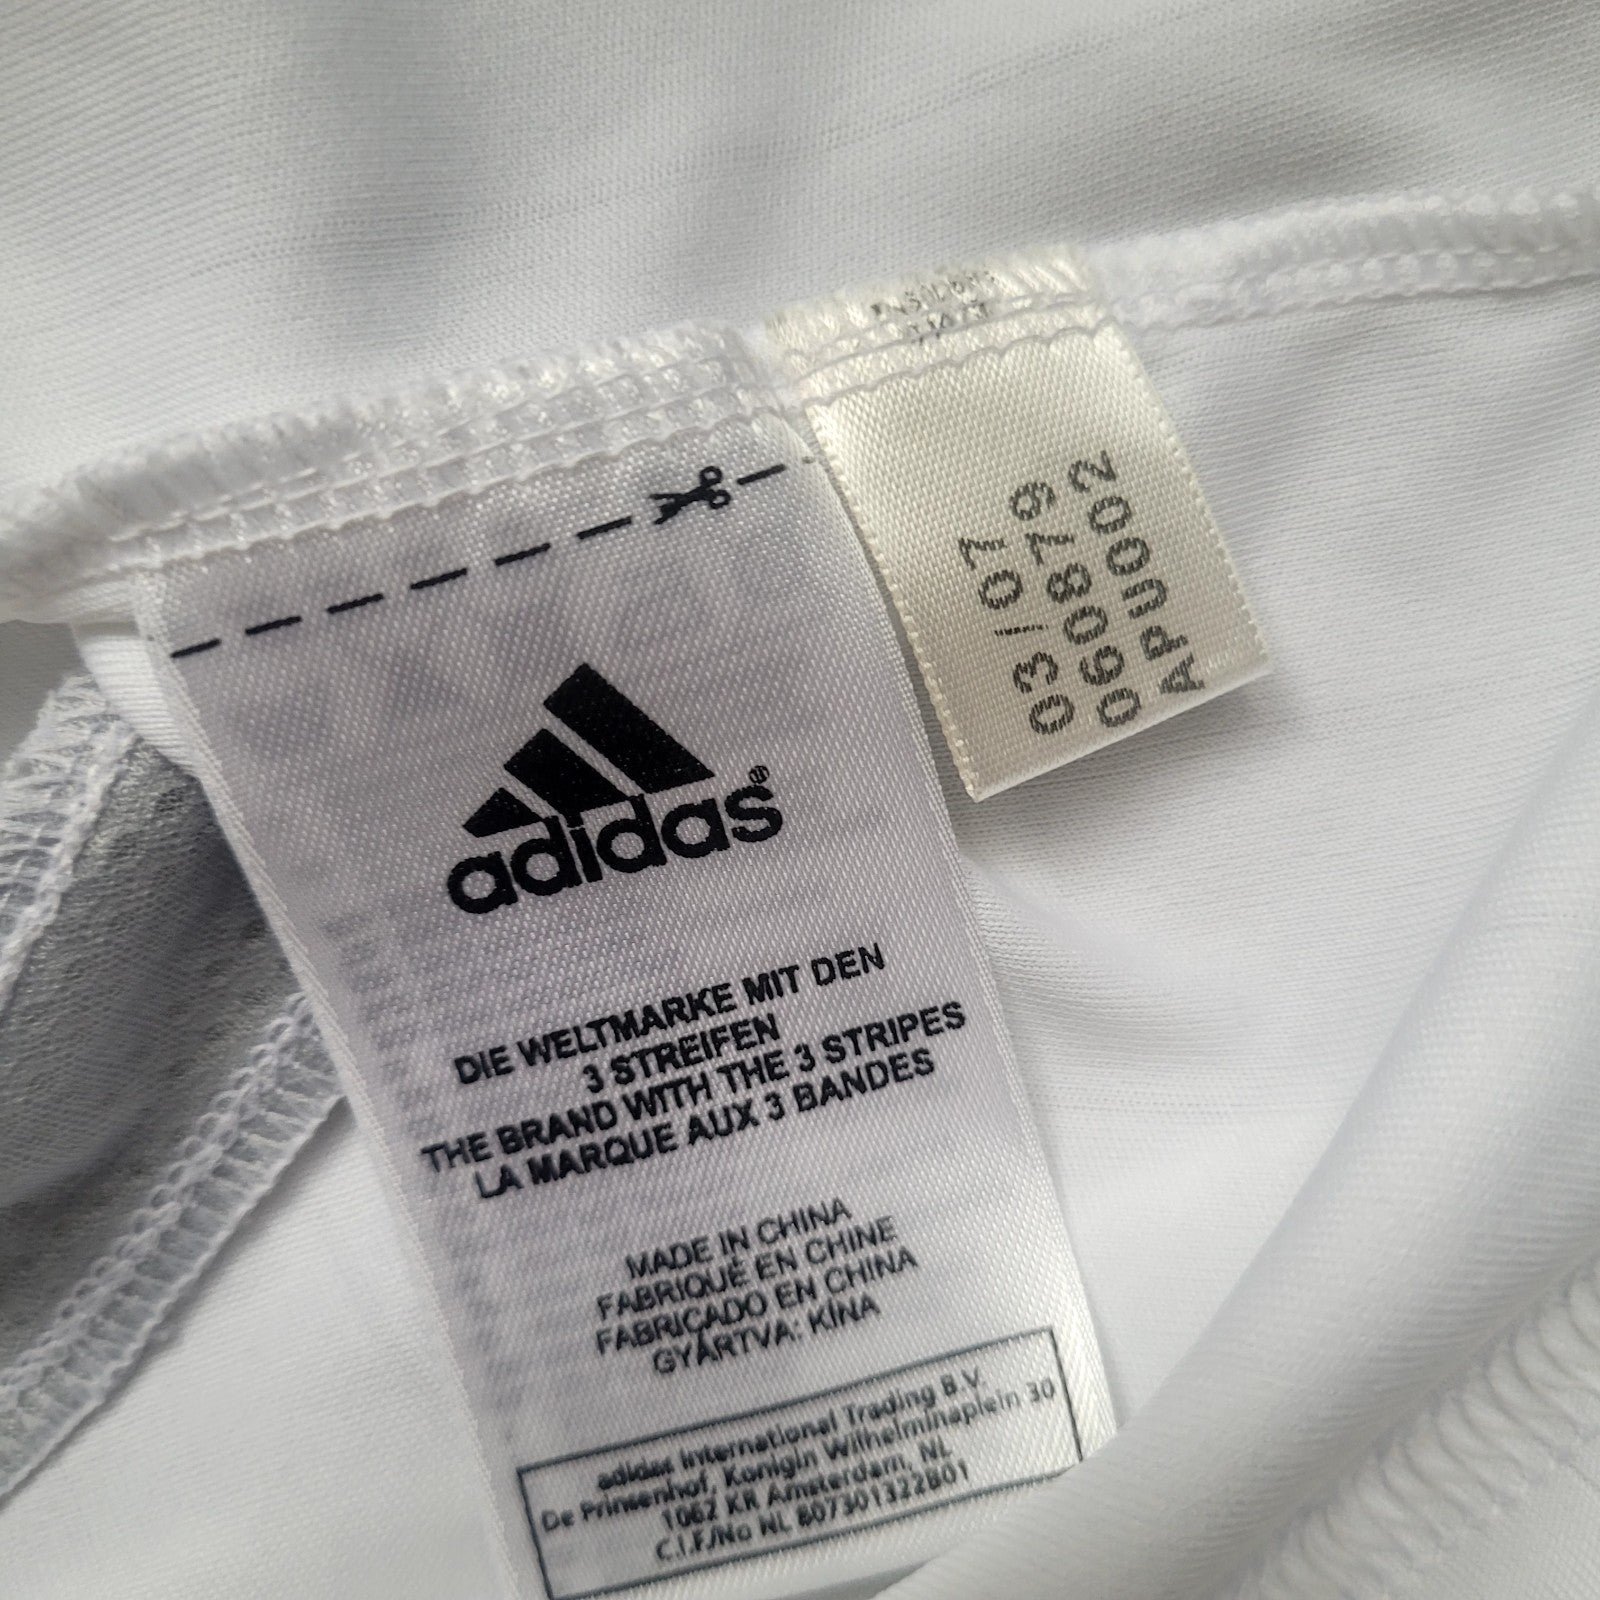 adidas®
DIE WELTMARKE MIT DEN
3 STREIFEN
THE BRAND WITH THE 3 STRIPES
LA MARQUE AUX 3 BANDES
MADE IN CHINA
FABRIQUÉ EN CHINE
FABRICADO EN CHINA
GYÁRTVA: KÍNA
adidas International Trading B.V.
De Prinsenhof, Konigin Wilhelminaplein 30
1062 KR Amsterdam, NL
C.I.F./No NL 807301322B01
03/07
060879
APU002